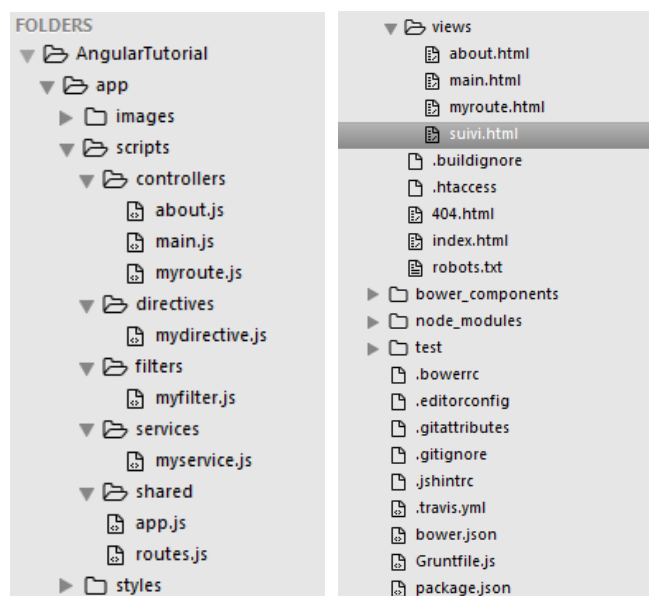 FOLDERS
AngularTutorial
app
images
scripts
controllers
about.js
main.js
myroute.js
directives
mydirective.js
filters
myfilter.js
services
myservice.js
shared
app.js
routes.js
styles
views
about.html
main.html
myroute.html
suivi.html
.buildignore
.htaccess
404.html
index.html
robots.txt
bower_components
node_modules
test
.bowerrc
.editorconfig
.gitattributes
.gitignore
.jshintrc
.travis.yml
bower.json
Gruntfile.js
package.json